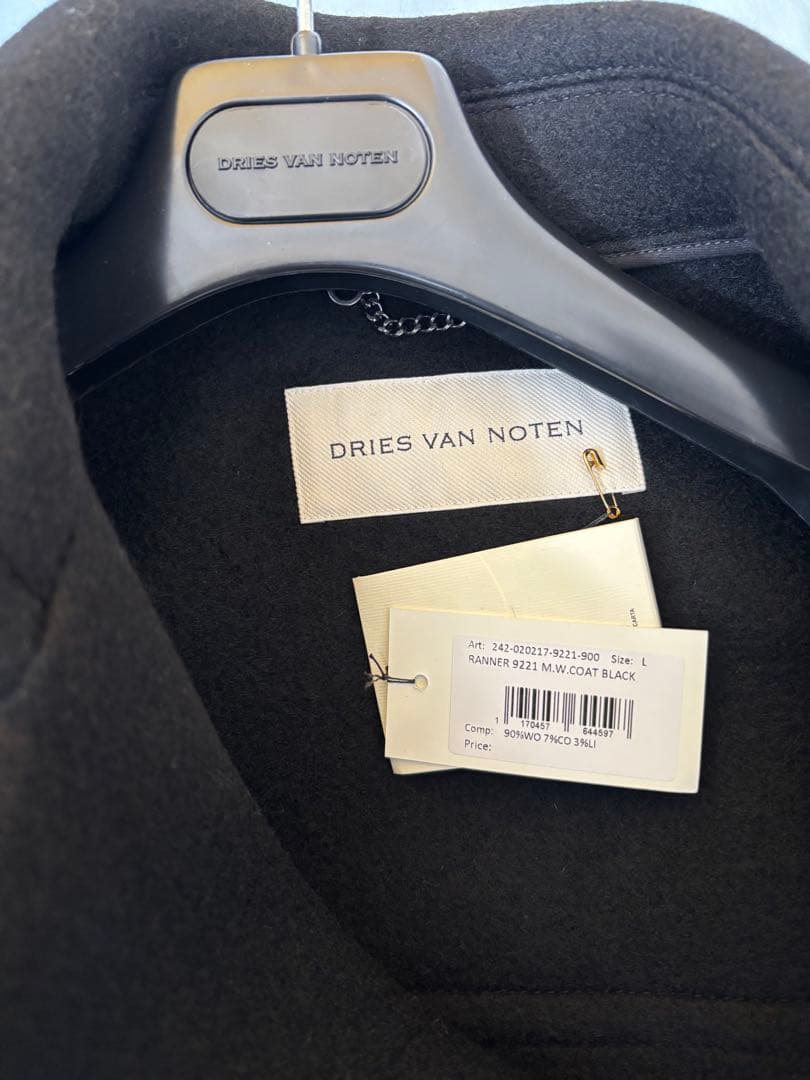 DRIES VAN NOTEN
DRIES VAN NOTEN
CARTA
Art: 242-020217-9221-900 Size: L
RANNER 9221 M.W.COAT BLACK
1 170457 644597
Comp: 90%WO 7%CO 3%LI
Price: